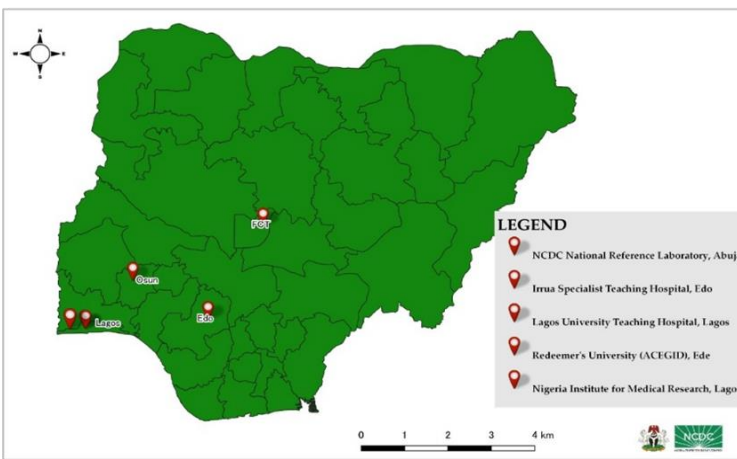 N
W E
S
FCT
Osun
Lagos
Edo
LEGEND
NCDC National Reference Laboratory, Abuj
Irrua Specialist Teaching Hospital, Edo
Lagos University Teaching Hospital, Lagos
Redeemer's University (ACEGID), Ede
Nigeria Institute for Medical Research, Lago
0 1 2 3 4 km
NCDC